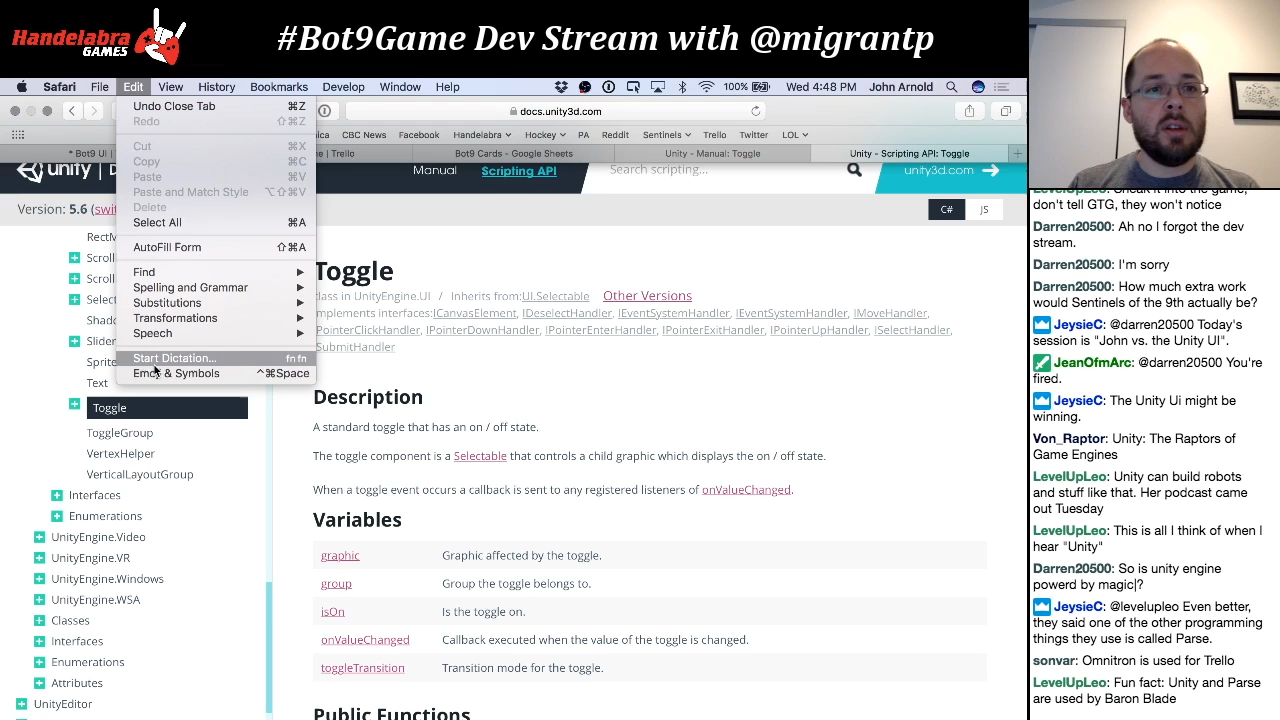 Handelabra
GAMES
#Bot9Game Dev Stream with @migrantp
Safari File Edit View History Bookmarks Develop Window Help 100% Wed 4:48 PM John Arnold
docs.unity3d.com
CBC News Facebook Handelabra Hockey PA Reddit Sentinels Trello Twitter LOL
* Bot9 UI | Trello Bot9 Cards - Google Sheets Unity - Manual: Toggle Unity - Scripting API: Toggle
Undo Close Tab ⌘Z
Redo ⇧⌘Z
Cut ⌘X
Copy ⌘C
Paste ⌘V
Paste and Match Style ⌥⇧⌘V
Delete
Select All ⌘A
AutoFill Form ⇧⌘A
Find
Spelling and Grammar
Substitutions
Transformations
Speech
Start Dictation... fn fn
Emoji & Symbols ^⌘Space
unity Manual Scripting API Search scripting... unity3d.com
Version: 5.6 C# JS
Text
Toggle
ToggleGroup
VertexHelper
VerticalLayoutGroup
Interfaces
Enumerations
UnityEngine.Video
UnityEngine.VR
UnityEngine.Windows
UnityEngine.WSA
Classes
Interfaces
Enumerations
Attributes
UnityEditor
Toggle
class in UnityEngine.UI / Inherits from:UI.Selectable Other Versions
Implements interfaces:ICanvasElement, IDeselectHandler, IEventSystemHandler, IEventSystemHandler, IMoveHandler,
IPointerClickHandler, IPointerDownHandler, IPointerEnterHandler, IPointerExitHandler, IPointerUpHandler, ISelectHandler,
ISubmitHandler
Description
A standard toggle that has an on / off state.
The toggle component is a Selectable that controls a child graphic which displays the on / off state.
When a toggle event occurs a callback is sent to any registered listeners of onValueChanged.
Variables
graphic Graphic affected by the toggle.
group Group the toggle belongs to.
isOn Is the toggle on.
onValueChanged Callback executed when the value of the toggle is changed.
toggleTransition Transition mode for the toggle.
Public Functions
LevelUpLeo: Sneak it into the game,
don't tell GTG, they won't notice
Darren20500: Ah no I forgot the dev
stream.
Darren20500: I'm sorry
Darren20500: How much extra work
would Sentinels of the 9th actually be?
JeysieC: @darren20500 Today's
session is "John vs. the Unity UI".
JeanOfmArc: @darren20500 You're
fired.
JeysieC: The Unity Ui might be
winning.
Von_Raptor: Unity: The Raptors of
Game Engines
LevelUpLeo: Unity can build robots
and stuff like that. Her podcast came
out Tuesday
LevelUpLeo: This is all I think of when I
hear "Unity"
Darren20500: So is unity engine
powerd by magic|?
JeysieC: @levelupleo Even better,
they said one of the other programming
things they use is called Parse.
sonvar: Omnitron is used for Trello
LevelUpLeo: Fun fact: Unity and Parse
are used by Baron Blade